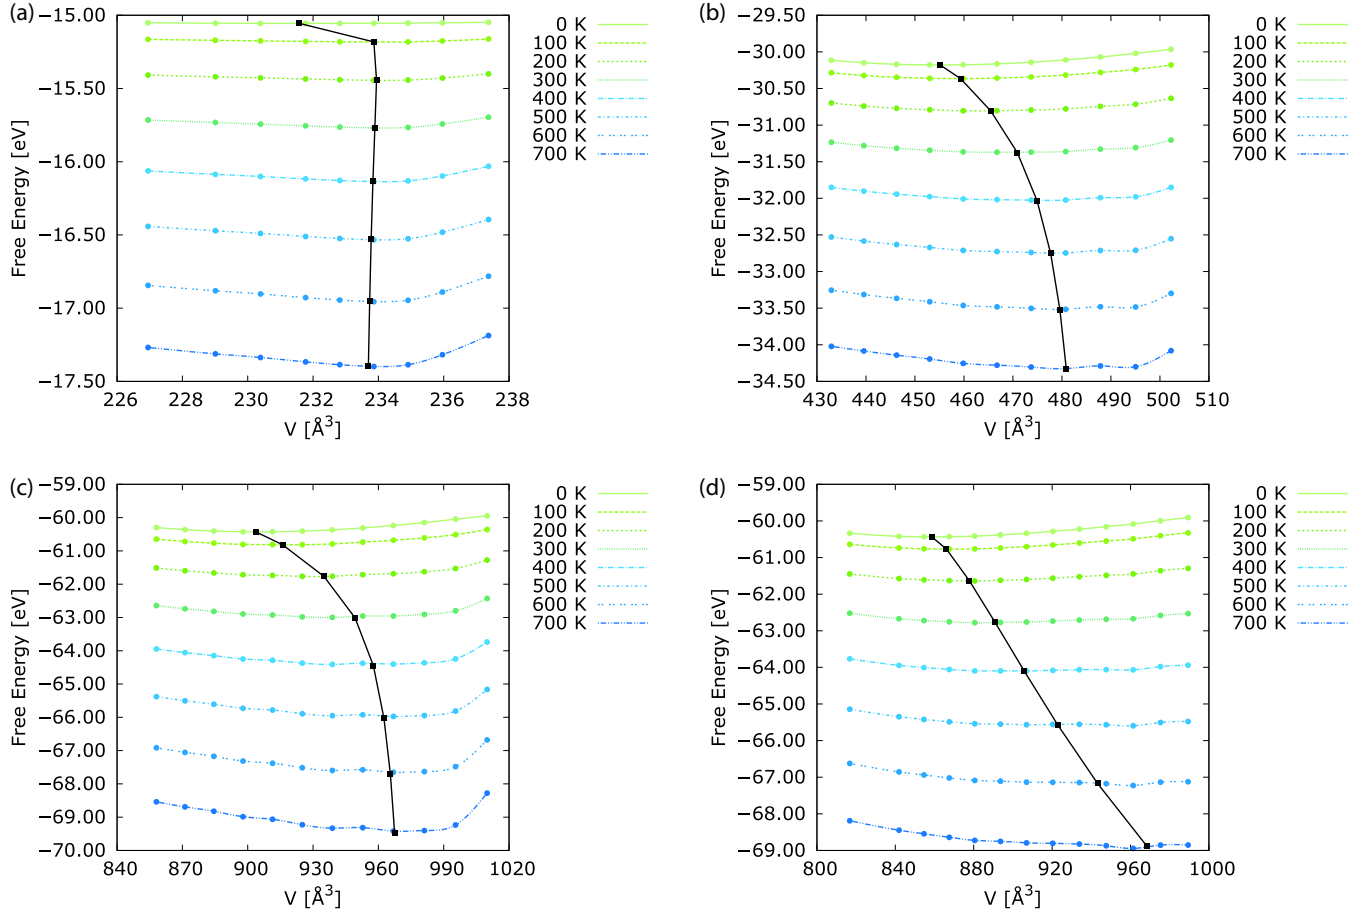 (a)
−15.00
−15.50
−16.00
−16.50
−17.00
−17.50
226 228 230 232 234 236 238
Free Energy [eV]
V [Å³]
0 K
100 K
200 K
300 K
400 K
500 K
600 K
700 K
(b)
−29.50
−30.00
−30.50
−31.00
−31.50
−32.00
−32.50
−33.00
−33.50
−34.00
−34.50
430 440 450 460 470 480 490 500 510
Free Energy [eV]
V [Å³]
0 K
100 K
200 K
300 K
400 K
500 K
600 K
700 K
(c)
−59.00
−60.00
−61.00
−62.00
−63.00
−64.00
−65.00
−66.00
−67.00
−68.00
−69.00
−70.00
840 870 900 930 960 990 1020
Free Energy [eV]
V [Å³]
0 K
100 K
200 K
300 K
400 K
500 K
600 K
700 K
(d)
−59.00
−60.00
−61.00
−62.00
−63.00
−64.00
−65.00
−66.00
−67.00
−68.00
−69.00
800 840 880 920 960 1000
Free Energy [eV]
V [Å³]
0 K
100 K
200 K
300 K
400 K
500 K
600 K
700 K